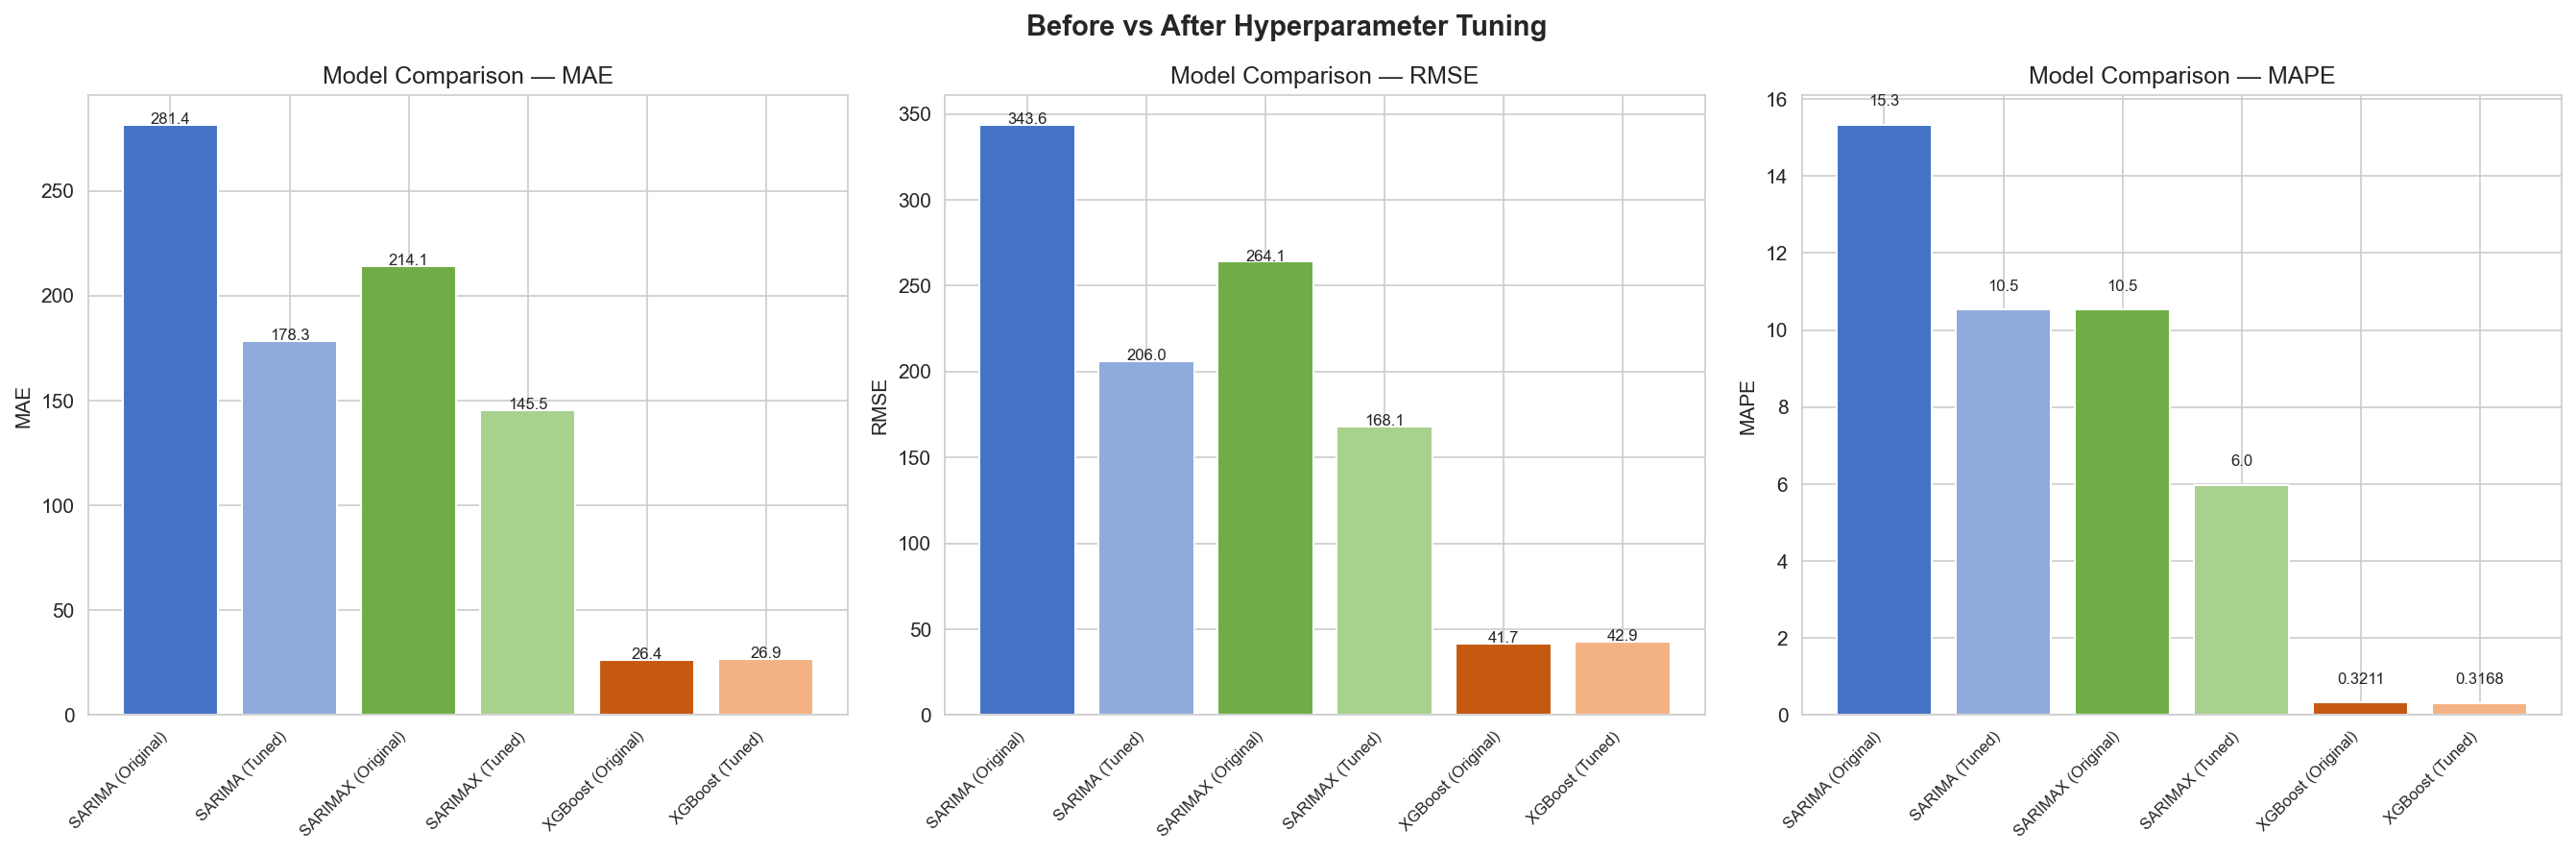 Before vs After Hyperparameter Tuning
Model Comparison — MAE
MAE
250
200
150
100
50
0
281.4
178.3
214.1
145.5
26.4
26.9
SARIMA (Original)
SARIMA (Tuned)
SARIMAX (Original)
SARIMAX (Tuned)
XGBoost (Original)
XGBoost (Tuned)
Model Comparison — RMSE
RMSE
350
300
250
200
150
100
50
0
343.6
206.0
264.1
168.1
41.7
42.9
SARIMA (Original)
SARIMA (Tuned)
SARIMAX (Original)
SARIMAX (Tuned)
XGBoost (Original)
XGBoost (Tuned)
Model Comparison — MAPE
MAPE
16
14
12
10
8
6
4
2
0
15.3
10.5
10.5
6.0
0.3211
0.3168
SARIMA (Original)
SARIMA (Tuned)
SARIMAX (Original)
SARIMAX (Tuned)
XGBoost (Original)
XGBoost (Tuned)